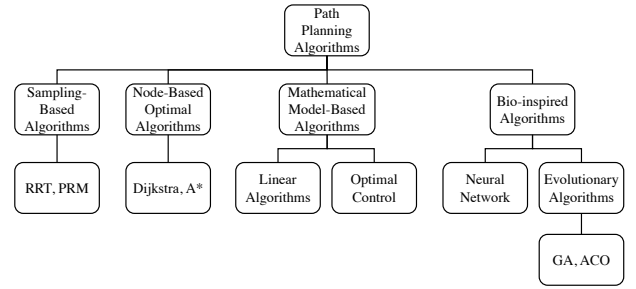 Path
Planning
Algorithms
Sampling-
Based
Algorithms
Node-Based
Optimal
Algorithms
Mathematical
Model-Based
Algorithms
Bio-inspired
Algorithms
RRT, PRM
Dijkstra, A*
Linear
Algorithms
Optimal
Control
Neural
Network
Evolutionary
Algorithms
GA, ACO